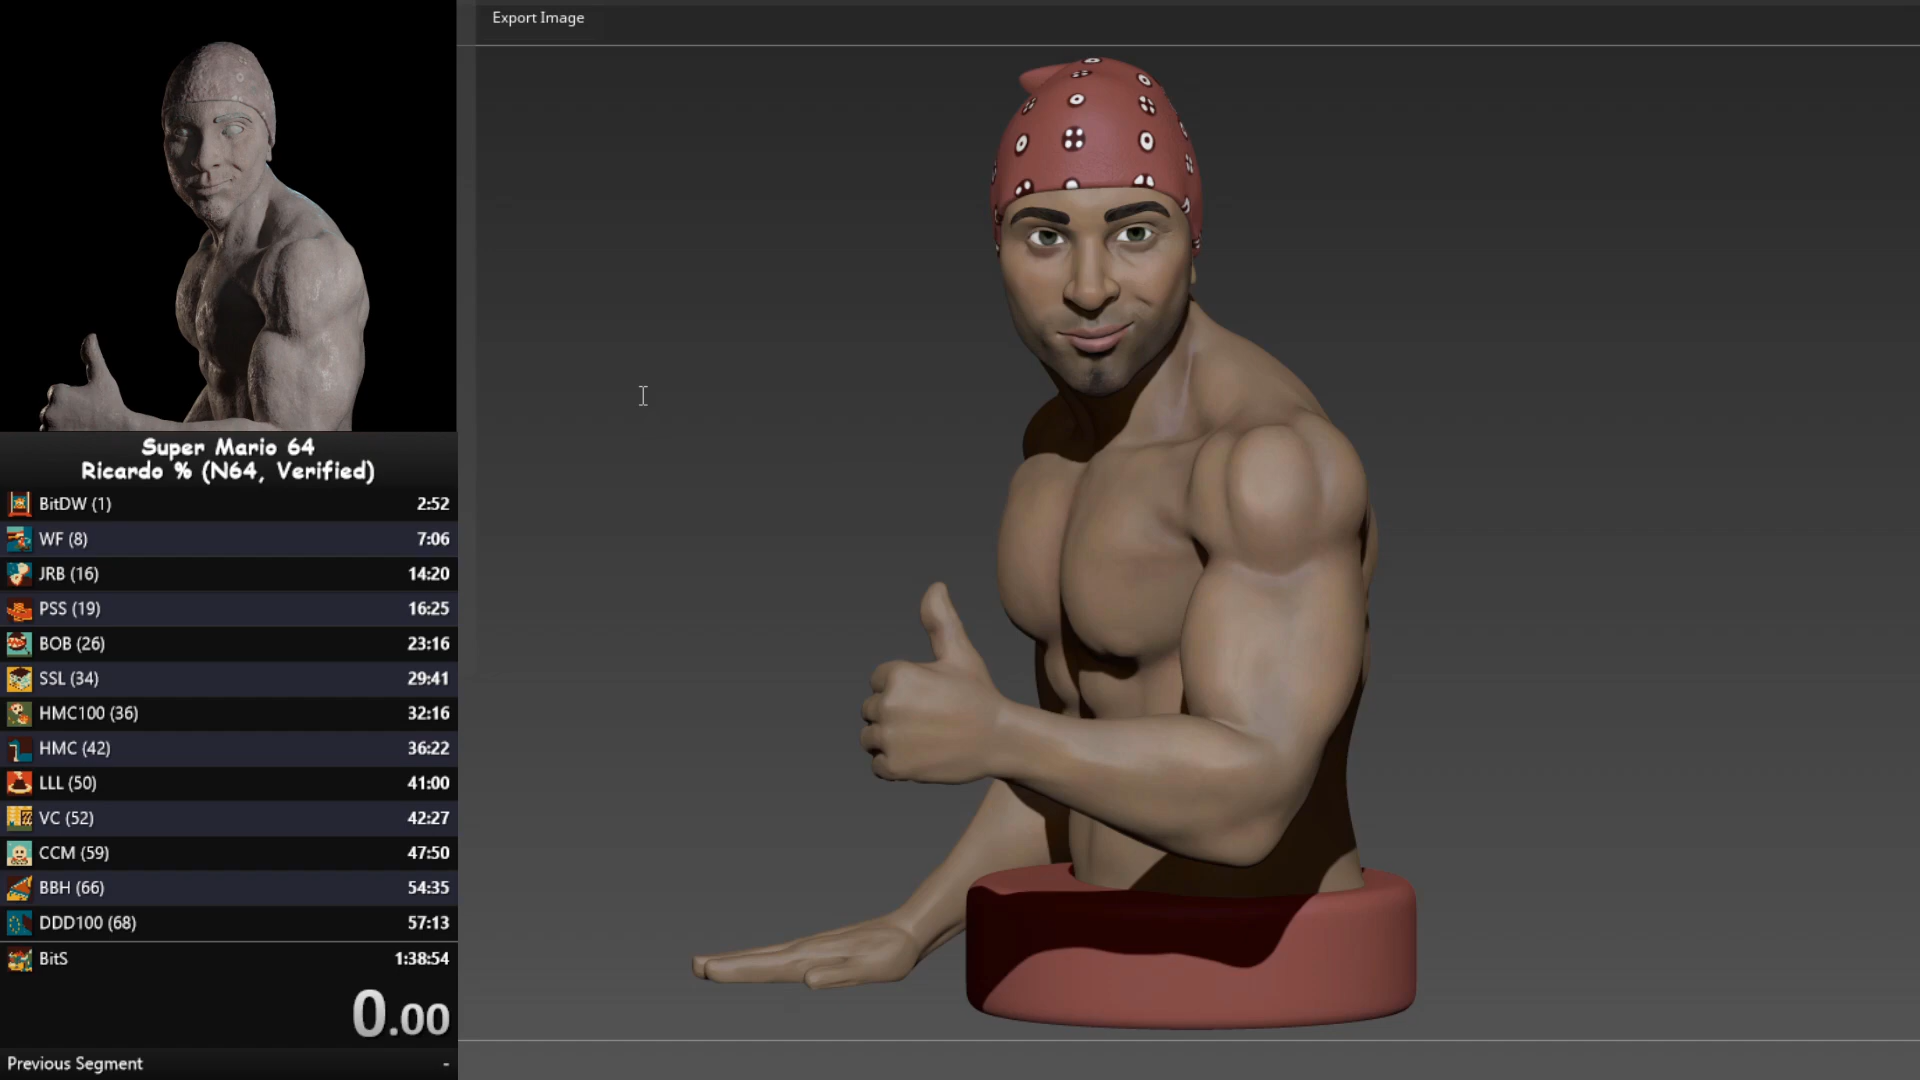 Export Image
Super Mario 64
Ricardo % (N64, Verified)
BitDW (1) 2:52
WF (8) 7:06
JRB (16) 14:20
PSS (19) 16:25
BOB (26) 23:16
SSL (34) 29:41
HMC100 (36) 32:16
HMC (42) 36:22
LLL (50) 41:00
VC (52) 42:27
CCM (59) 47:50
BBH (66) 54:35
DDD100 (68) 57:13
BitS 1:38:54
0.00
Previous Segment -